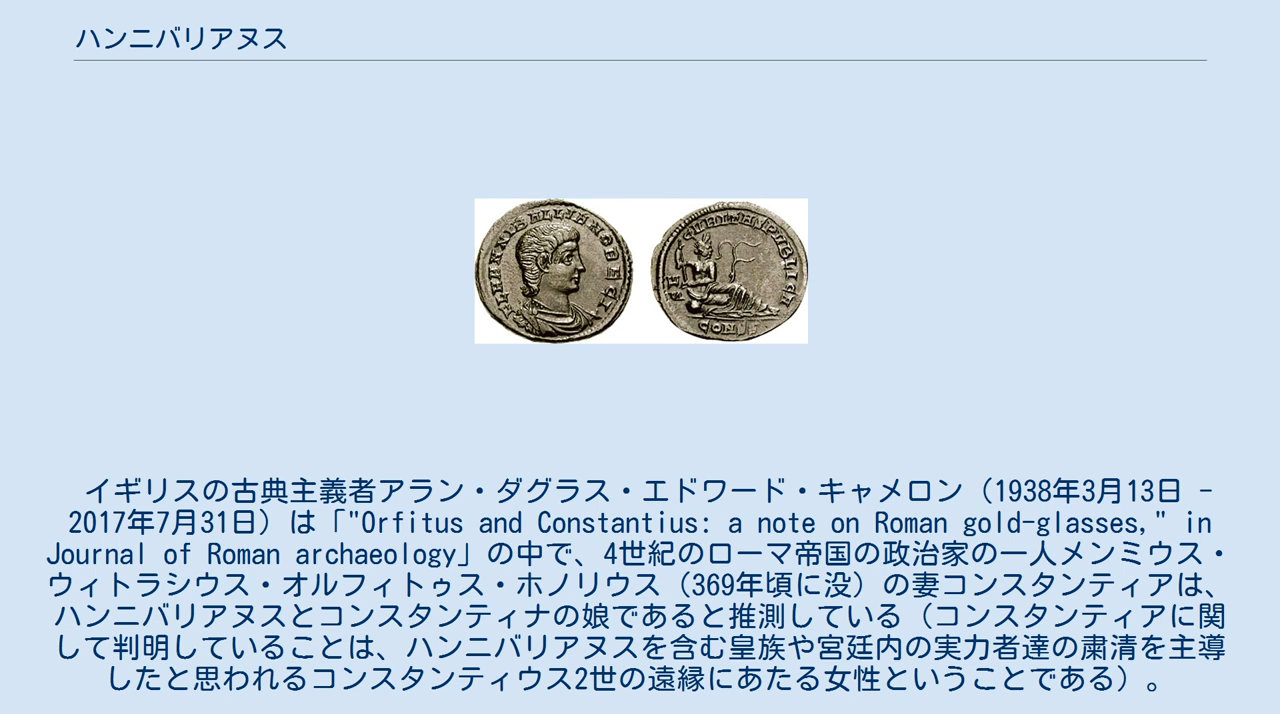 ハンニバリアヌス
FL HANNIBALLIANO REGI
SECVRITAS PVBLICA
CONSS
イギリスの古典主義者アラン・ダグラス・エドワード・キャメロン（1938年3月13日 -
2017年7月31日）は「"Orfitus and Constantius: a note on Roman gold-glasses," in
Journal of Roman archaeology」の中で、4世紀のローマ帝国の政治家の一人メンミウス・
ウィトラシウス・オルフィトゥス・ホノリウス（369年頃に没）の妻コンスタンティアは、
ハンニバリアヌスとコンスタンティナの娘であると推測している（コンスタンティアに関
して判明していることは、ハンニバリアヌスを含む皇族や宮廷内の実力者達の粛清を主導
したと思われるコンスタンティウス2世の遠縁にあたる女性ということである）。